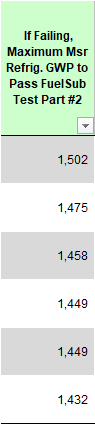 If Failing,
Maximum Msr
Refrig. GWP to
Pass FuelSub
Test Part #2
1,502
1,475
1,458
1,449
1,449
1,432